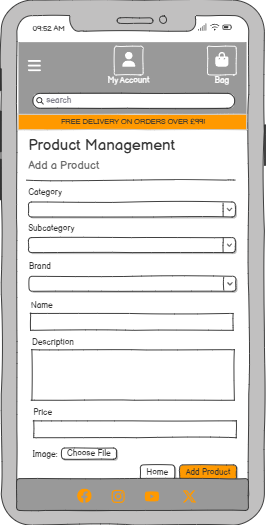 09:52 AM
My Account
Bag
search
FREE DELIVERY ON ORDERS OVER £99!
Product Management
Add a Product
Category
Subcategory
Brand
Name
Description
Price
Image: Choose File
Home
Add Product